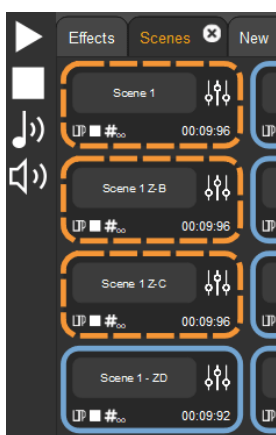 Effects Scenes New
Scene 1
#∞ 00:09:96
Scene 1 Z-B
#∞ 00:09:96
Scene 1 Z-C
#∞ 00:09:96
Scene 1 - ZD
#∞ 00:09:92